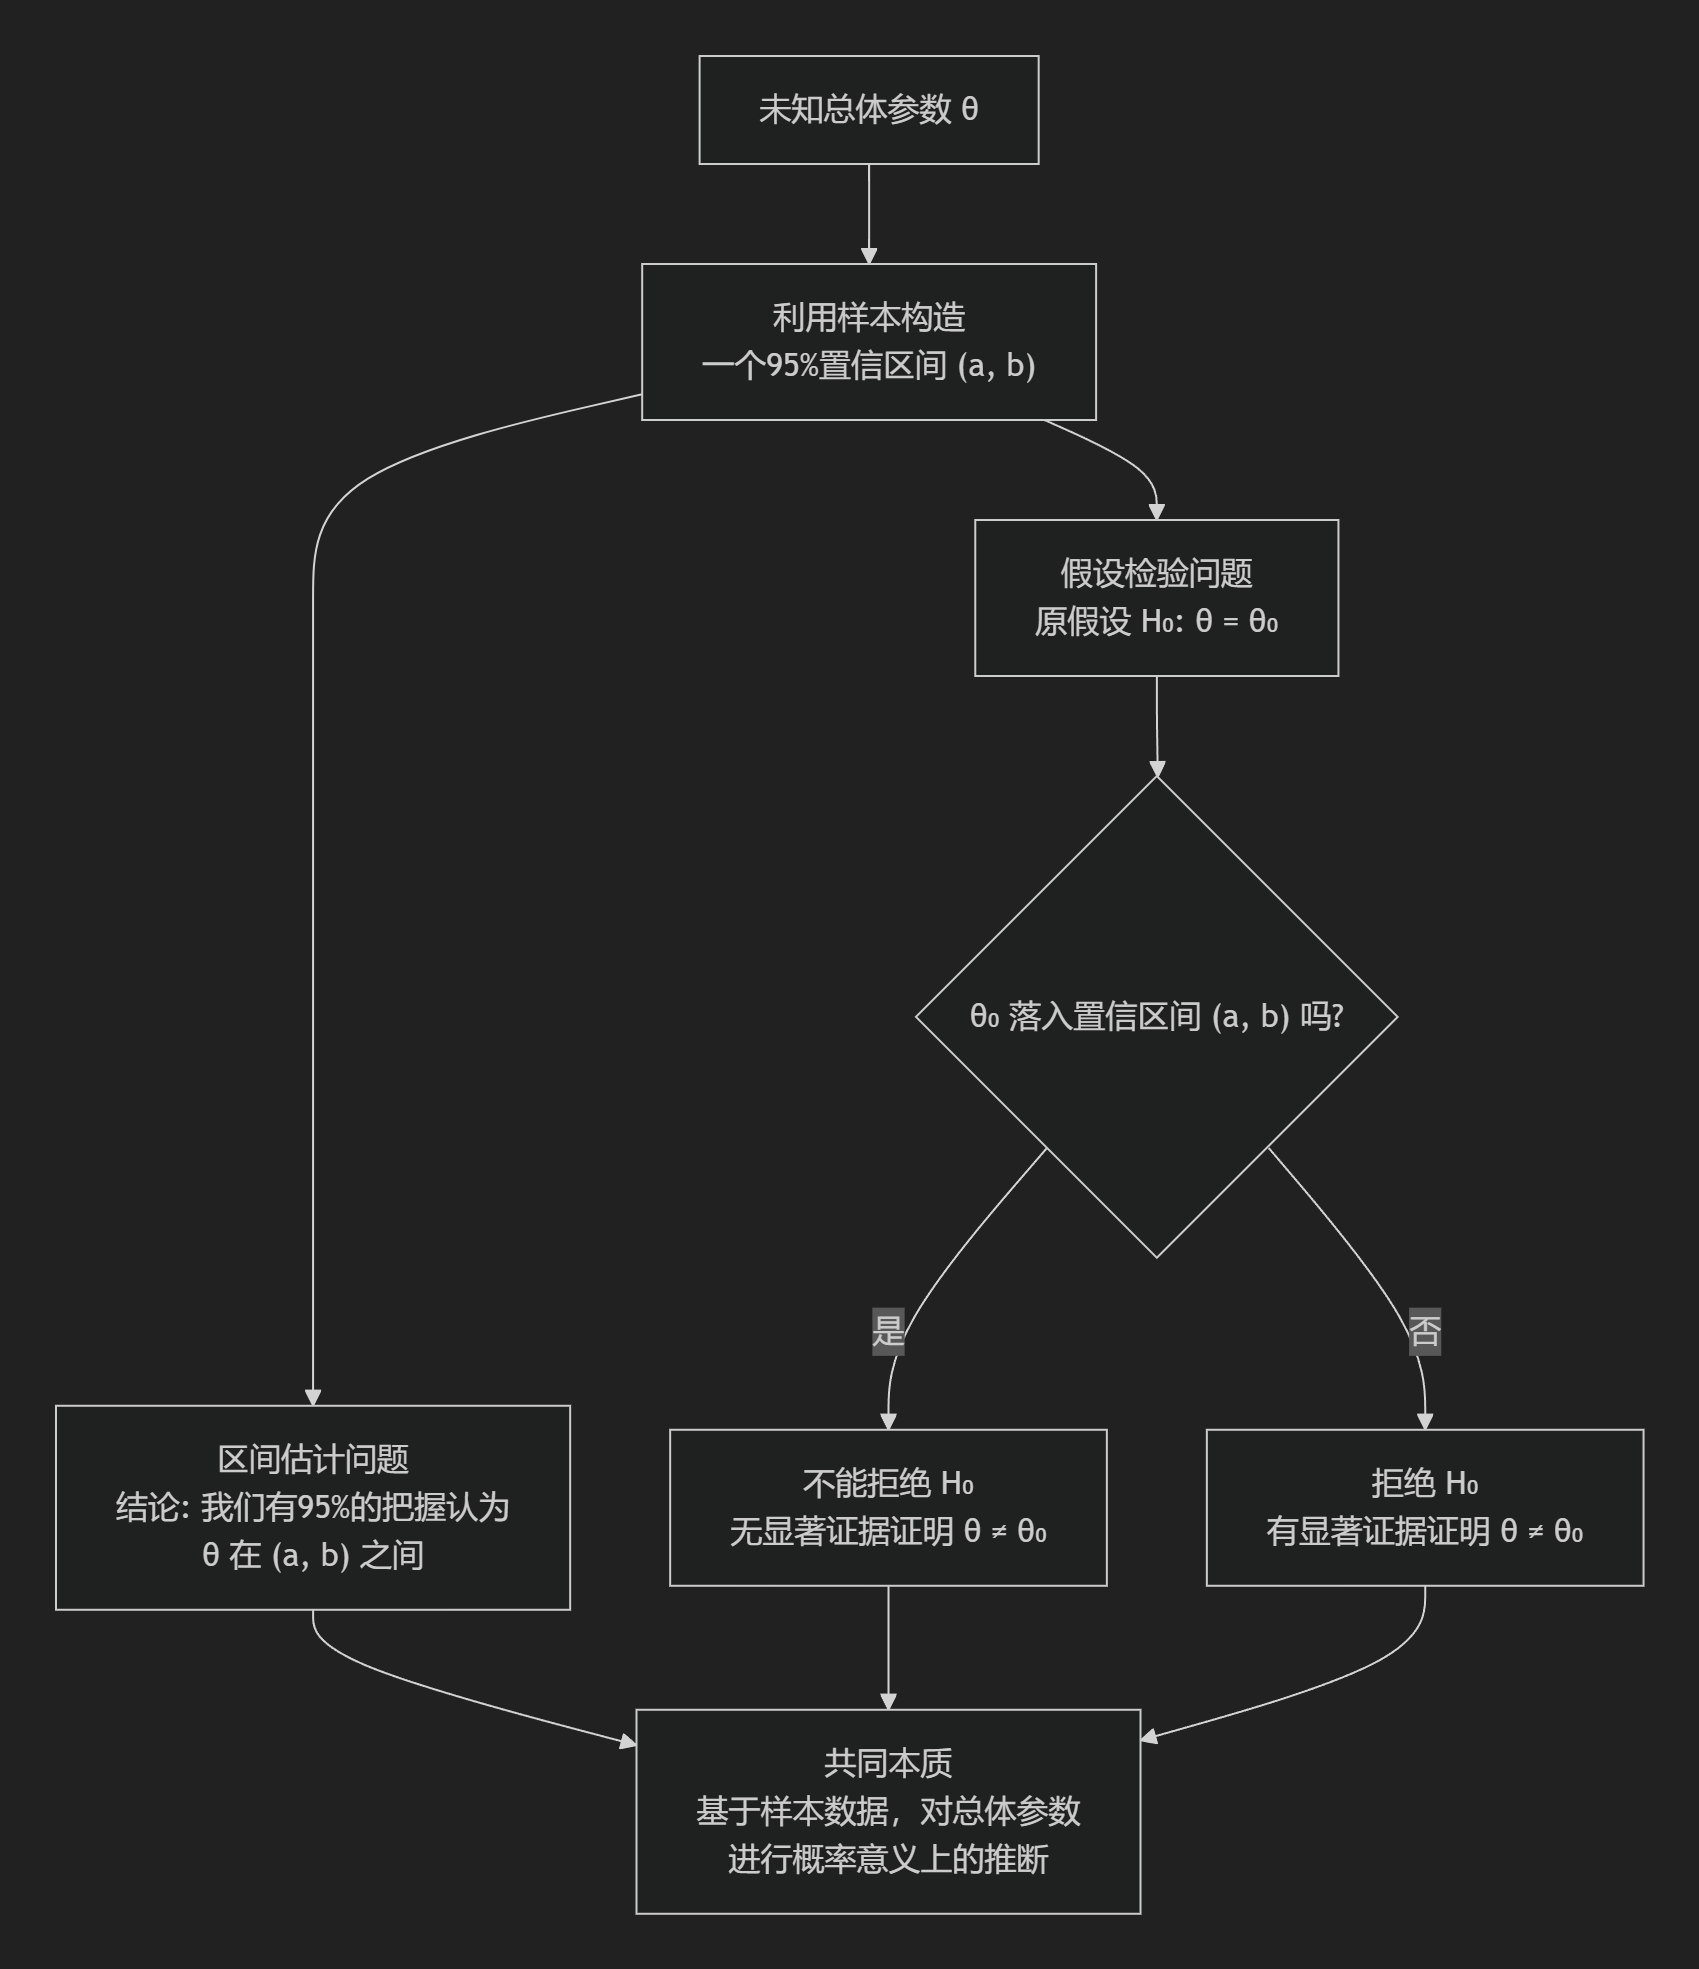 未知总体参数 θ
利用样本构造
一个95%置信区间 (a, b)
假设检验问题
原假设 H₀: θ = θ₀
θ₀ 落入置信区间 (a, b) 吗?
是
否
区间估计问题
结论: 我们有95%的把握认为
θ 在 (a, b) 之间
不能拒绝 H₀
无显著证据证明 θ ≠ θ₀
拒绝 H₀
有显著证据证明 θ ≠ θ₀
共同本质
基于样本数据，对总体参数
进行概率意义上的推断